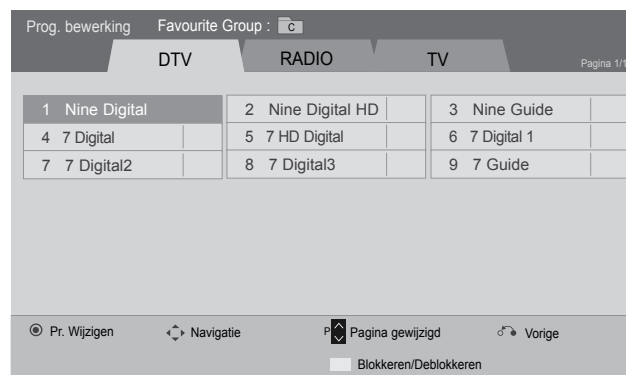 Prog. bewerking Favourite Group : C
DTV RADIO TV Pagina 1/1
1 Nine Digital 2 Nine Digital HD 3 Nine Guide
4 7 Digital 5 7 HD Digital 6 7 Digital 1
7 7 Digital2 8 7 Digital3 9 7 Guide
Pr. Wijzigen Navigatie P Pagina gewijzigd Vorige
Blokkeren/Deblokkeren